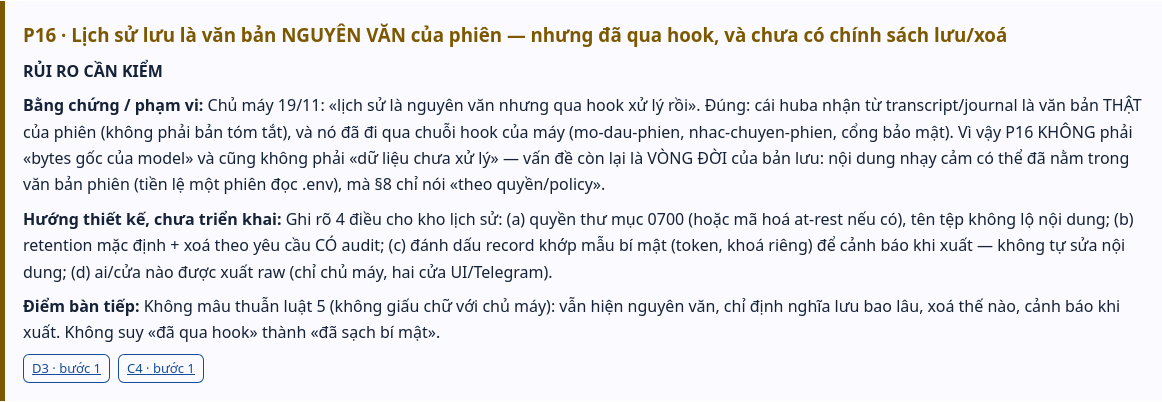 P16 · Lịch sử lưu là văn bản NGUYÊN VĂN của phiên — nhưng đã qua hook, và chưa có chính sách lưu/xoá
RỦI RO CẦN KIỂM
Bằng chứng / phạm vi: Chủ máy 19/11: «lịch sử là nguyên văn nhưng qua hook xử lý rồi». Đúng: cái huba nhận từ transcript/journal là văn bản THẬT
của phiên (không phải bản tóm tắt), và nó đã đi qua chuỗi hook của máy (mo-dau-phien, nhac-chuyen-phien, cổng bảo mật). Vì vậy P16 KHÔNG phải
«bytes gốc của model» và cũng không phải «dữ liệu chưa xử lý» — vấn đề còn lại là VÒNG ĐỜI của bản lưu: nội dung nhạy cảm có thể đã nằm trong
văn bản phiên (tiền lệ một phiên đọc .env), mà §8 chỉ nói «theo quyền/policy».
Hướng thiết kế, chưa triển khai: Ghi rõ 4 điều cho kho lịch sử: (a) quyền thư mục 0700 (hoặc mã hoá at-rest nếu có), tên tệp không lộ nội dung; (b)
retention mặc định + xoá theo yêu cầu CÓ audit; (c) đánh dấu record khớp mẫu bí mật (token, khoá riêng) để cảnh báo khi xuất — không tự sửa nội
dung; (d) ai/cửa nào được xuất raw (chỉ chủ máy, hai cửa UI/Telegram).
Điểm bàn tiếp: Không mâu thuẫn luật 5 (không giấu chữ với chủ máy): vẫn hiện nguyên văn, chỉ định nghĩa lưu bao lâu, xoá thế nào, cảnh báo khi
xuất. Không suy «đã qua hook» thành «đã sạch bí mật».
D3 · bước 1 C4 · bước 1